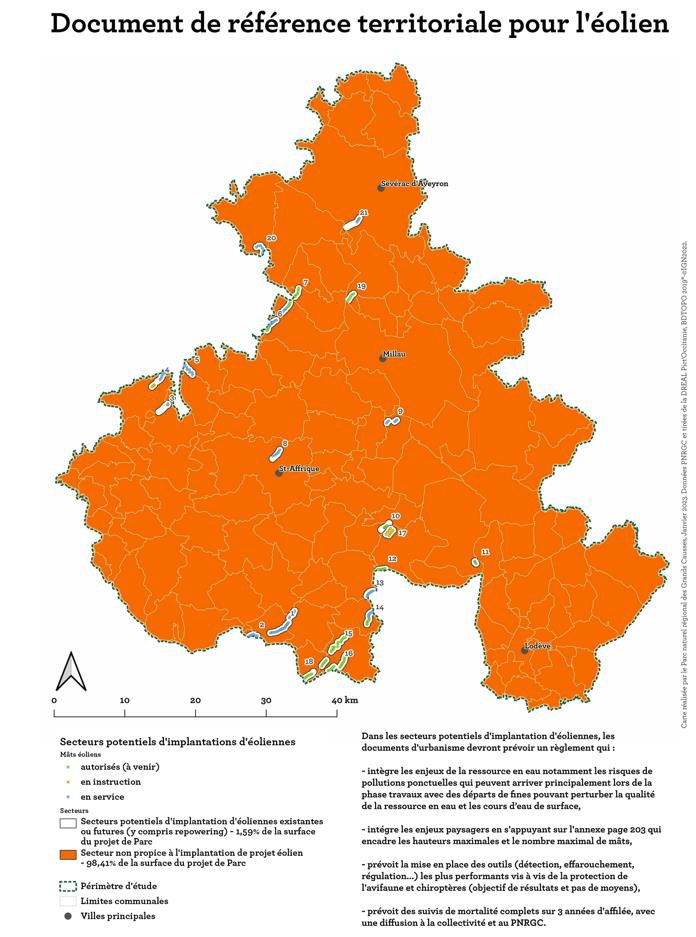 Document de référence territoriale pour l'éolien
Sévérac d'Aveyron
21
20
7
19
6
Millau
5
4
3
9
8
St-Affrique
10
17
11
12
13
14
2
1
15
16
18
Lodève
0 10 20 30 40 km
Secteurs potentiels d'implantations d'éoliennes
Mâts éoliens
autorisés (à venir)
en instruction
en service
Secteurs
Secteurs potentiels d'implantation d'éoliennes existantes
ou futures (y compris repowering) - 1,59% de la surface
du projet de Parc
Secteur non propice à l'implantation de projet éolien
- 98,41% de la surface du projet de Parc
Périmètre d'étude
Limites communales
Villes principales
Dans les secteurs potentiels d'implantation d'éoliennes, les
documents d'urbanisme devront prévoir un règlement qui :
- intègre les enjeux de la ressource en eau notamment les risques de
pollutions ponctuelles qui peuvent arriver principalement lors de la
phase travaux avec des départs de fines pouvant perturber la qualité
de la ressource en eau et les cours d'eau de surface,
- intégre les enjeux paysagers en s'appuyant sur l'annexe page 203 qui
encadre les hauteurs maximales et le nombre maximal de mâts,
- prévoit la mise en place des outils (détection, effarouchement,
régulation...) les plus performants vis à vis de la protection de
l'avifaune et chiroptères (objectif de résultats et pas de moyens),
- prévoit des suivis de mortalité complets sur 3 années d'affilée, avec
une diffusion à la collectivité et au PNRGC.
Carte réalisée par le Parc naturel régional des Grands Causses, Janvier 2023. Données PNRGC et tirées de la DREAL Pict'Occitanie, BDTOPO 2019®-©IGN2022.